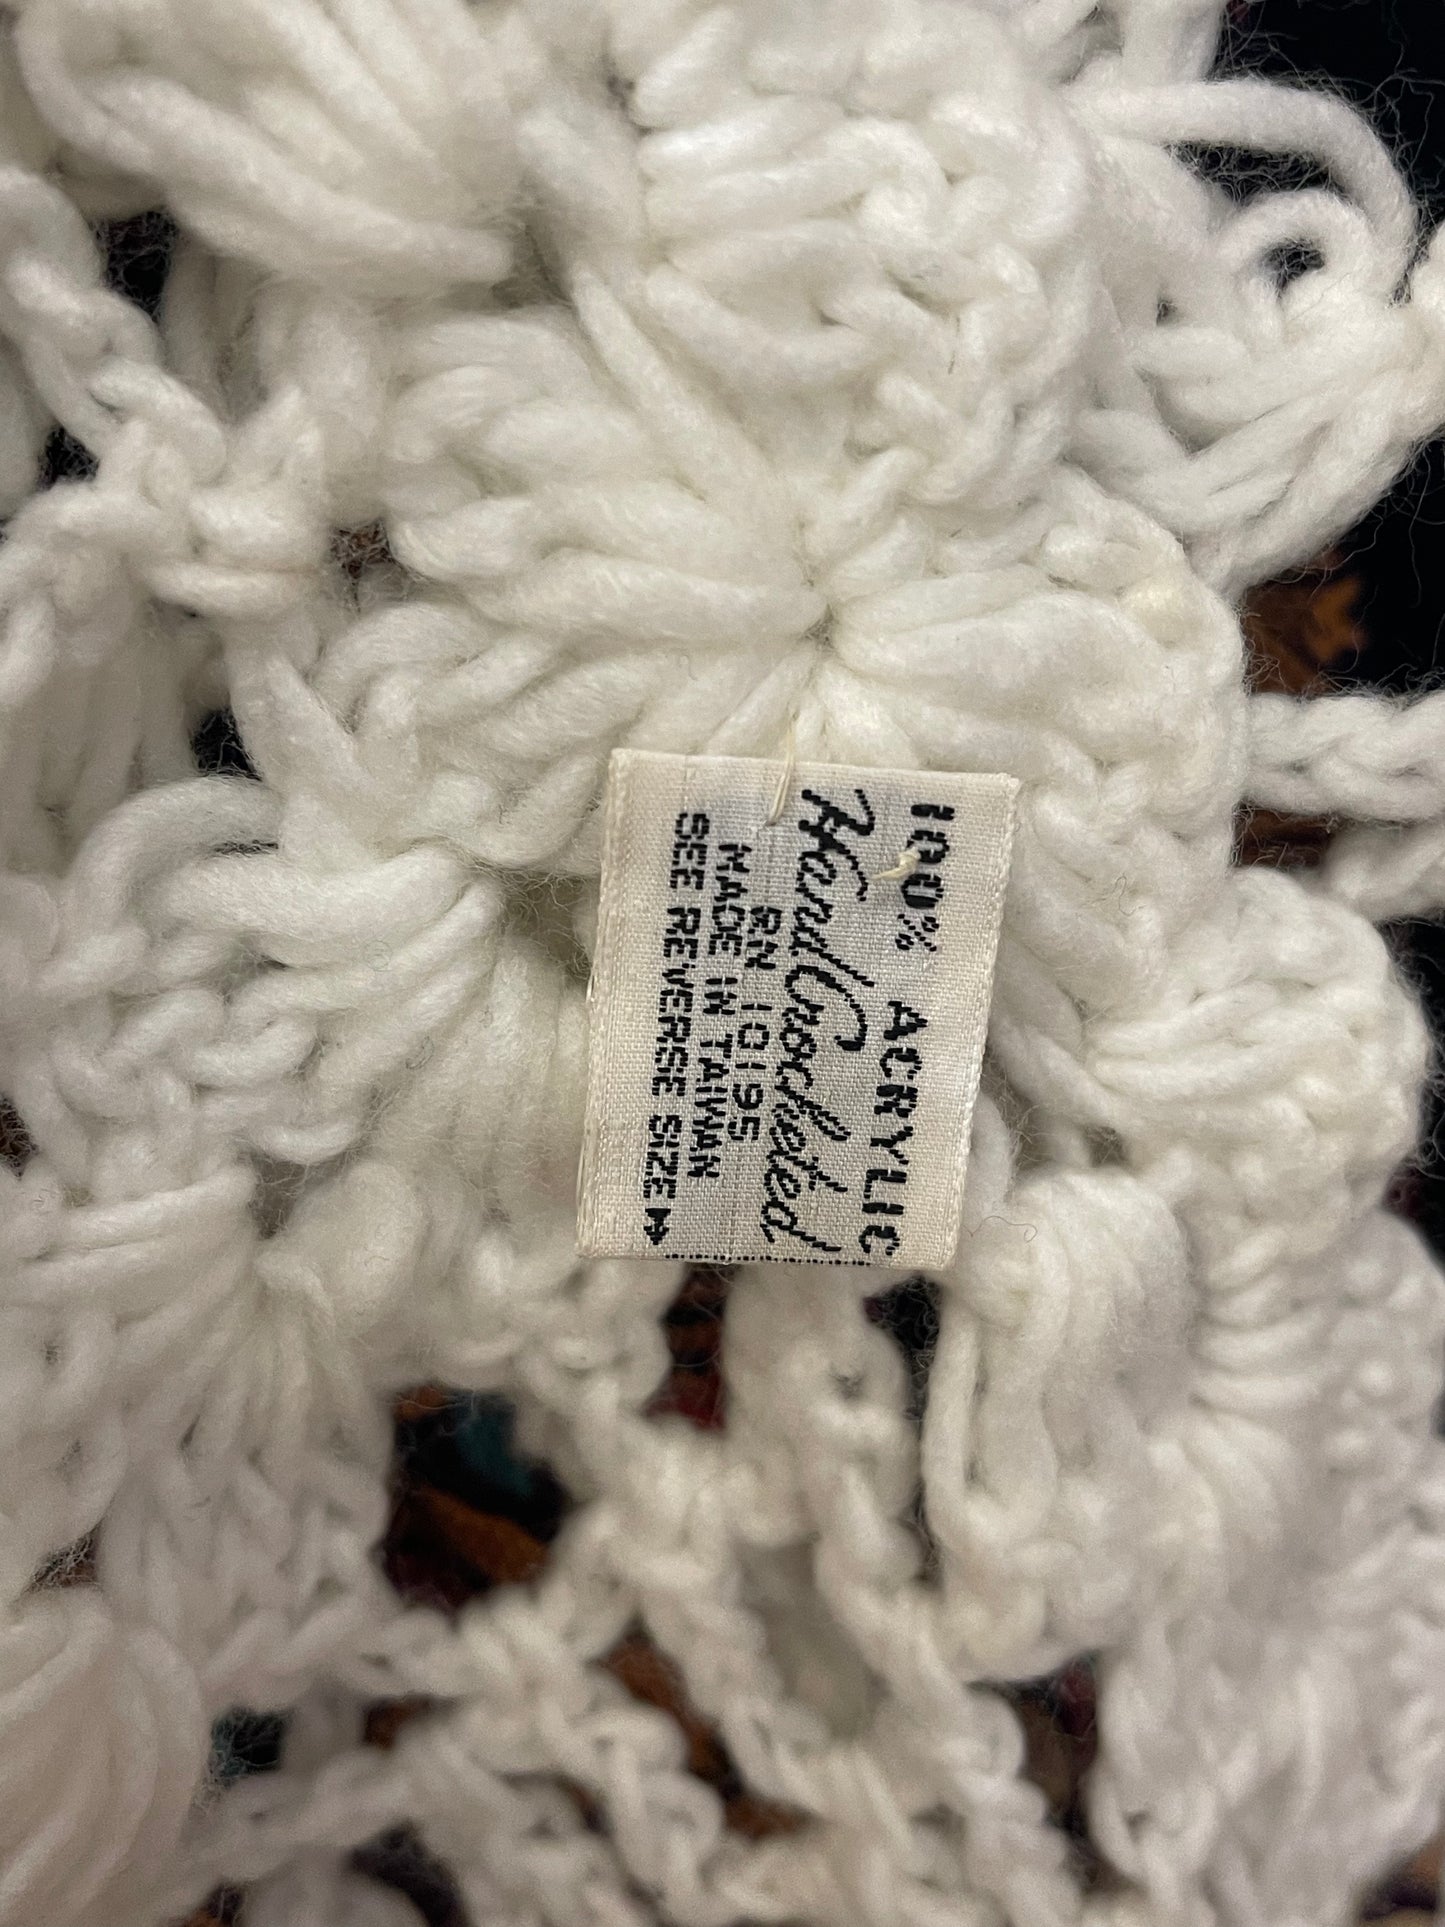 100% ACRYLIC
Hand Crocheted
RN 10195
MADE IN TAIWAN
SEE REVERSE SIZE